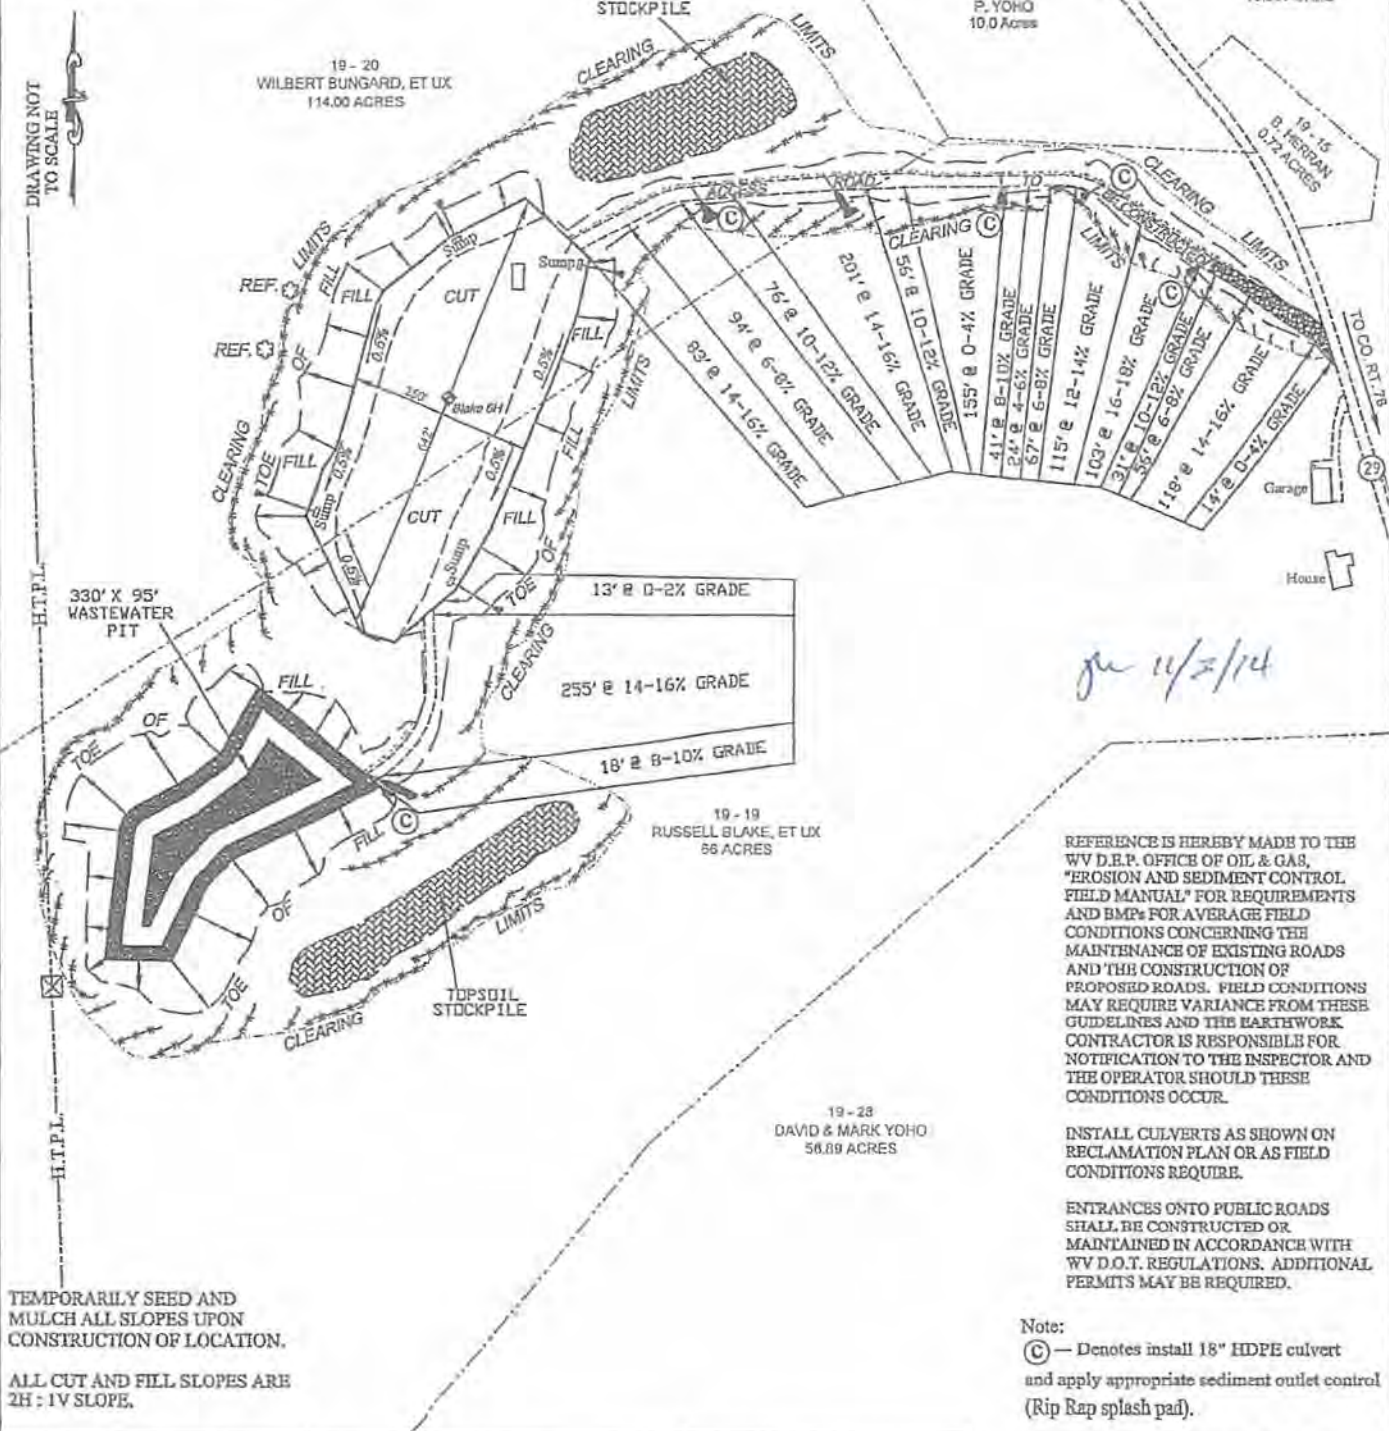 STOCKPILE
P. YOHO
10.0 Acres
DRAWING NOT
TO SCALE
19 - 20
WILBERT BUNGARD, ET UX
114.00 ACRES
CLEARING
LIMITS
19 - 15
B. HERRAN
0.72 ACRES
CLEARING
LIMITS
ACCESS ROAD TO
BE CONSTRUCTED
C
C
C
C
CLEARING
LIMITS
TO CO. RT. 78
29
Garage
House
83' @ 14-16% GRADE
94' @ 6-8% GRADE
76' @ 10-12% GRADE
201' @ 14-16% GRADE
56' @ 10-12% GRADE
155' @ 0-4% GRADE
41' @ 8-10% GRADE
24' @ 4-6% GRADE
67' @ 6-8% GRADE
115' @ 12-14% GRADE
103' @ 16-18% GRADE
31' @ 10-12% GRADE
@ 6-8% GRADE
118' @ 14-16% GRADE
14' @ 0-4% GRADE
REF.
REF.
LIMITS
CLEARING
TOE
OF
FILL
FILL
FILL
Sump
Sump
Sump
Sump
CUT
CUT
0.5%
0.5%
0.5%
0.5%
Blake 6H
FILL
FILL
FILL
OF
TOE
LIMITS
CLEARING
H.T.P.L.
330' X 95'
WASTEWATER
PIT
13' @ 0-2% GRADE
255' @ 14-16% GRADE
18' @ 8-10% GRADE
FILL
OF
TOE
FILL
OF
TOE
C
11/3/14
19 - 19
RUSSELL BLAKE, ET UX
66 ACRES
LIMITS
CLEARING
TOPSOIL
STOCKPILE
H.T.P.L.
19 - 28
DAVID & MARK YOHO
56.89 ACRES
REFERENCE IS HEREBY MADE TO THE
WV D.E.P. OFFICE OF OIL & GAS,
"EROSION AND SEDIMENT CONTROL
FIELD MANUAL" FOR REQUIREMENTS
AND BMPs FOR AVERAGE FIELD
CONDITIONS CONCERNING THE
MAINTENANCE OF EXISTING ROADS
AND THE CONSTRUCTION OF
PROPOSED ROADS. FIELD CONDITIONS
MAY REQUIRE VARIANCE FROM THESE
GUIDELINES AND THE EARTHWORK
CONTRACTOR IS RESPONSIBLE FOR
NOTIFICATION TO THE INSPECTOR AND
THE OPERATOR SHOULD THESE
CONDITIONS OCCUR.
INSTALL CULVERTS AS SHOWN ON
RECLAMATION PLAN OR AS FIELD
CONDITIONS REQUIRE.
ENTRANCES ONTO PUBLIC ROADS
SHALL BE CONSTRUCTED OR
MAINTAINED IN ACCORDANCE WITH
WV D.O.T. REGULATIONS. ADDITIONAL
PERMITS MAY BE REQUIRED.
TEMPORARILY SEED AND
MULCH ALL SLOPES UPON
CONSTRUCTION OF LOCATION.
ALL CUT AND FILL SLOPES ARE
2H : 1V SLOPE.
Note:
C — Denotes install 18" HDPE culvert
and apply appropriate sediment outlet control
(Rip Rap splash pad).